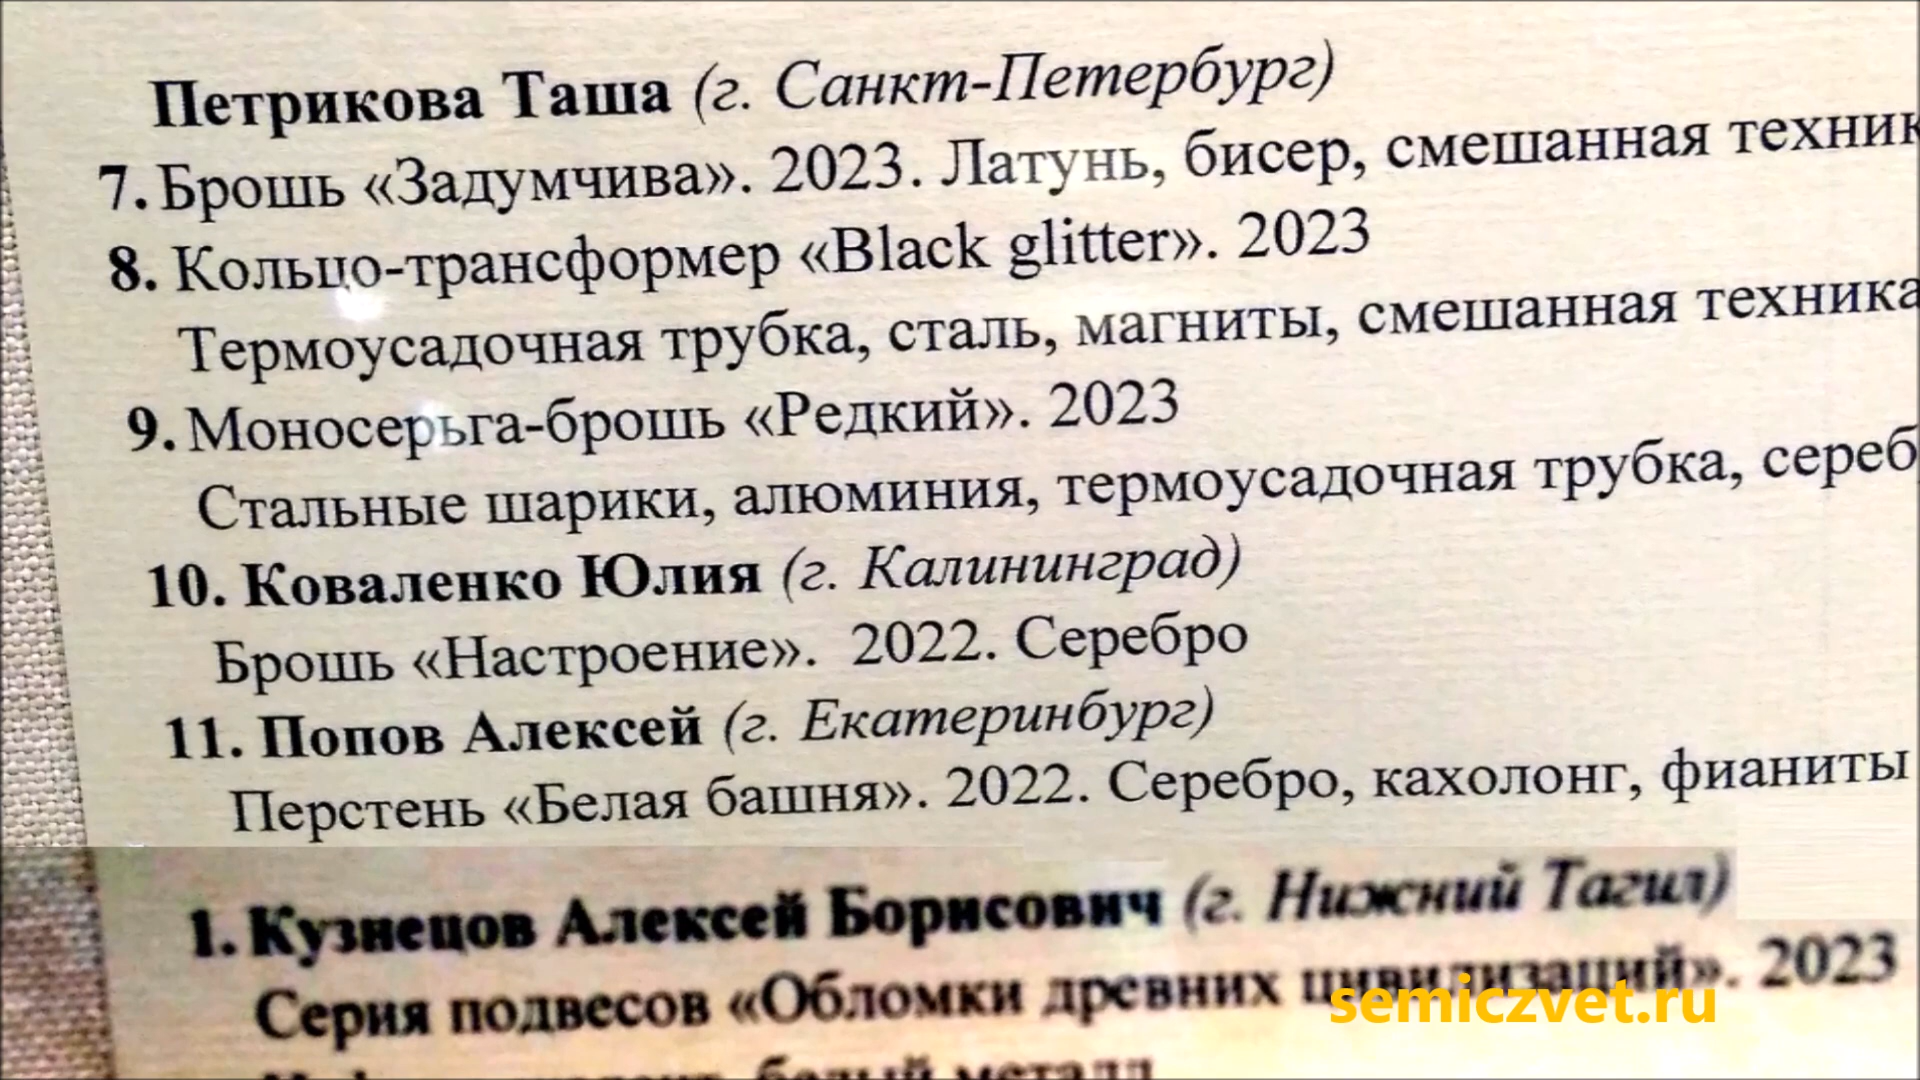 Петрикова Таша (г. Санкт-Петербург)
7. Брошь «Задумчива». 2023. Латунь, бисер, смешанная техник
8. Кольцо-трансформер «Black glitter». 2023
Термоусадочная трубка, сталь, магниты, смешанная техника
9. Моносерьга-брошь «Редкий». 2023
Стальные шарики, алюминия, термоусадочная трубка, сереб
10. Коваленко Юлия (г. Калининград)
Брошь «Настроение». 2022. Серебро
11. Попов Алексей (г. Екатеринбург)
Перстень «Белая башня». 2022. Серебро, кахолонг, фианиты
1. Кузнецов Алексей Борисович (г. Нижний Тагил)
Серия подвесов «Обломки древних цивилизаций». 2023
semiczvet.ru
белый металл